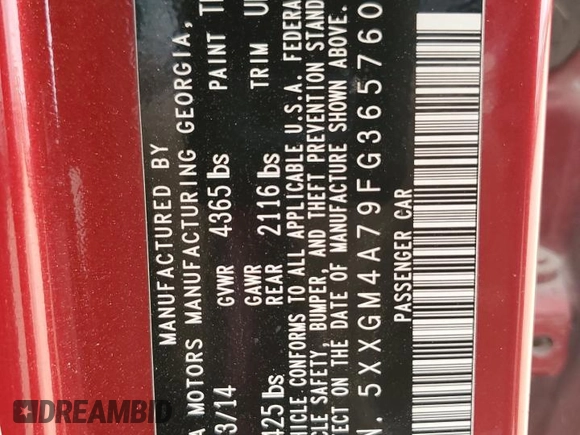 MANUFACTURED BY
A MOTORS MANUFACTURING GEORGIA,
3/14 GVWR 4365 lbs PAINT
425 lbs GAWR REAR 2116 lbs TRIM
HICLE CONFORMS TO ALL APPLICABLE U.S.A. FEDERA
CLE SAFETY, BUMPER, AND THEFT PREVENTION STAND
FECT ON THE DATE OF MANUFACTURE SHOWN ABOVE.
N. 5XXGM4A79FG365760
PASSENGER CAR
DREAMBID